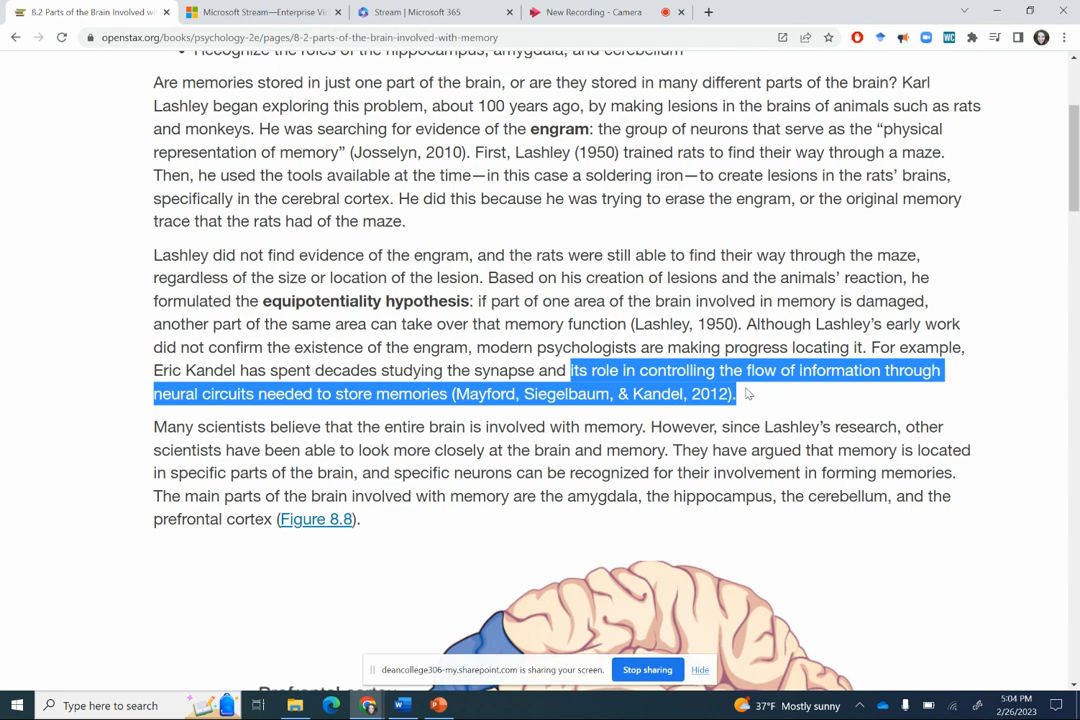 8.2 Parts of the Brain Involved wi
Microsoft Stream—Enterprise Vi
Stream | Microsoft 365
New Recording - Camera
openstax.org/books/psychology-2e/pages/8-2-parts-of-the-brain-involved-with-memory
Recognize the roles of the hippocampus, amygdala, and cerebellum
Are memories stored in just one part of the brain, or are they stored in many different parts of the brain? Karl
Lashley began exploring this problem, about 100 years ago, by making lesions in the brains of animals such as rats
and monkeys. He was searching for evidence of the engram: the group of neurons that serve as the “physical
representation of memory” (Josselyn, 2010). First, Lashley (1950) trained rats to find their way through a maze.
Then, he used the tools available at the time—in this case a soldering iron—to create lesions in the rats’ brains,
specifically in the cerebral cortex. He did this because he was trying to erase the engram, or the original memory
trace that the rats had of the maze.
Lashley did not find evidence of the engram, and the rats were still able to find their way through the maze,
regardless of the size or location of the lesion. Based on his creation of lesions and the animals’ reaction, he
formulated the equipotentiality hypothesis: if part of one area of the brain involved in memory is damaged,
another part of the same area can take over that memory function (Lashley, 1950). Although Lashley’s early work
did not confirm the existence of the engram, modern psychologists are making progress locating it. For example,
Eric Kandel has spent decades studying the synapse and its role in controlling the flow of information through
neural circuits needed to store memories (Mayford, Siegelbaum, & Kandel, 2012).
Many scientists believe that the entire brain is involved with memory. However, since Lashley’s research, other
scientists have been able to look more closely at the brain and memory. They have argued that memory is located
in specific parts of the brain, and specific neurons can be recognized for their involvement in forming memories.
The main parts of the brain involved with memory are the amygdala, the hippocampus, the cerebellum, and the
prefrontal cortex (Figure 8.8).
deancollege306-my.sharepoint.com is sharing your screen.
Stop sharing
Hide
Prefrontal cortex
Type here to search
37°F Mostly sunny
5:04 PM
2/26/2023